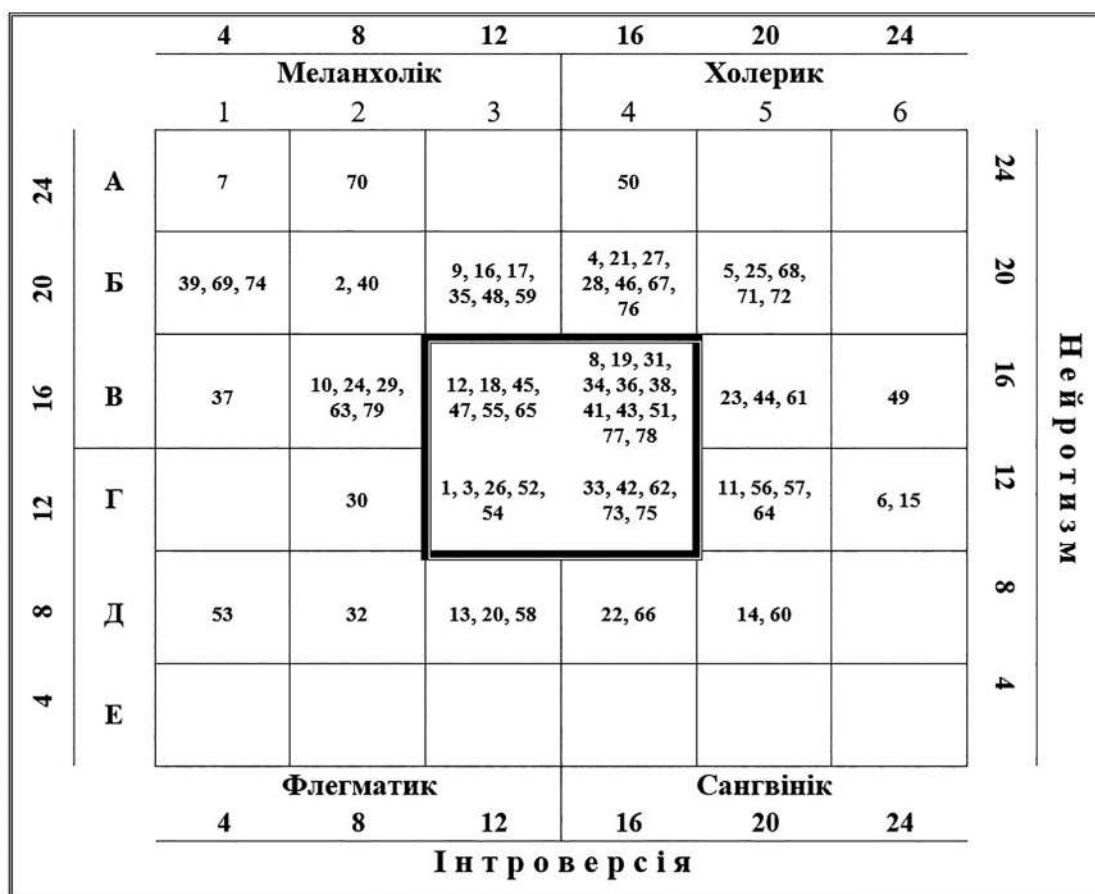 4 8 12 16 20 24
Меланхолік Холерик
1 2 3 4 5 6
24 А 7 70 50 24
20 Б 39, 69, 74 2, 40 9, 16, 17, 4, 21, 27, 5, 25, 68, 20
35, 48, 59 28, 46, 67, 71, 72
76
16 В 37 10, 24, 29, 12, 18, 45, 8, 19, 31, 23, 44, 61 49 16
63, 79 47, 55, 65 34, 36, 38,
41, 43, 51,
77, 78
12 Г 30 1, 3, 26, 52, 33, 42, 62, 11, 56, 57, 6, 15 12
54 73, 75 64
8 Д 53 32 13, 20, 58 22, 66 14, 60 8
4 Е 4
Нейротизм
Флегматик Сангвінік
4 8 12 16 20 24
Інтроверсія